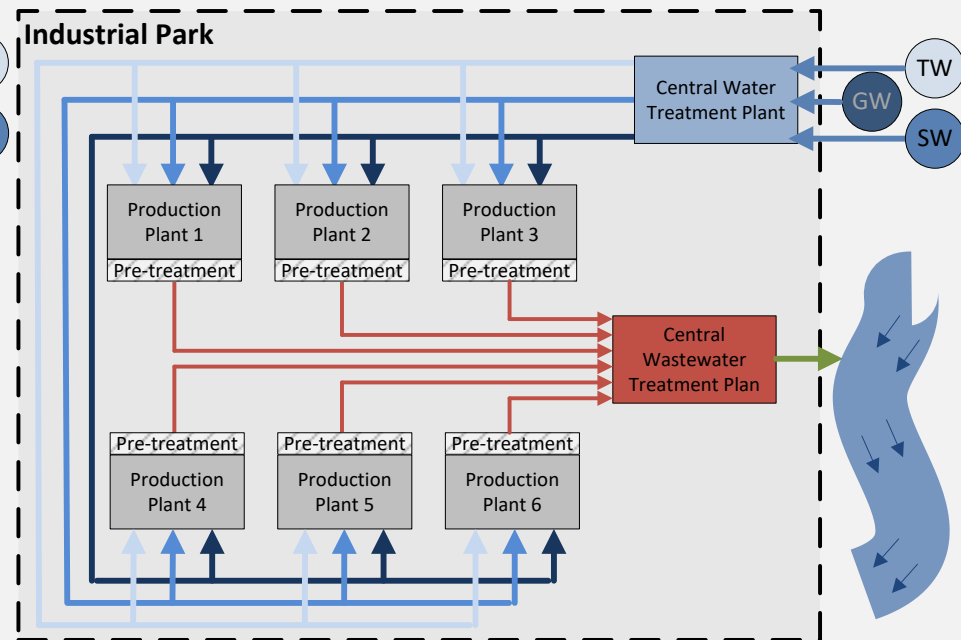 Industrial Park
Central Water
Treatment Plant
TW
GW
SW
Production
Plant 1
Pre-treatment
Production
Plant 2
Pre-treatment
Production
Plant 3
Pre-treatment
Central
Wastewater
Treatment Plan
Pre-treatment
Production
Plant 4
Pre-treatment
Production
Plant 5
Pre-treatment
Production
Plant 6